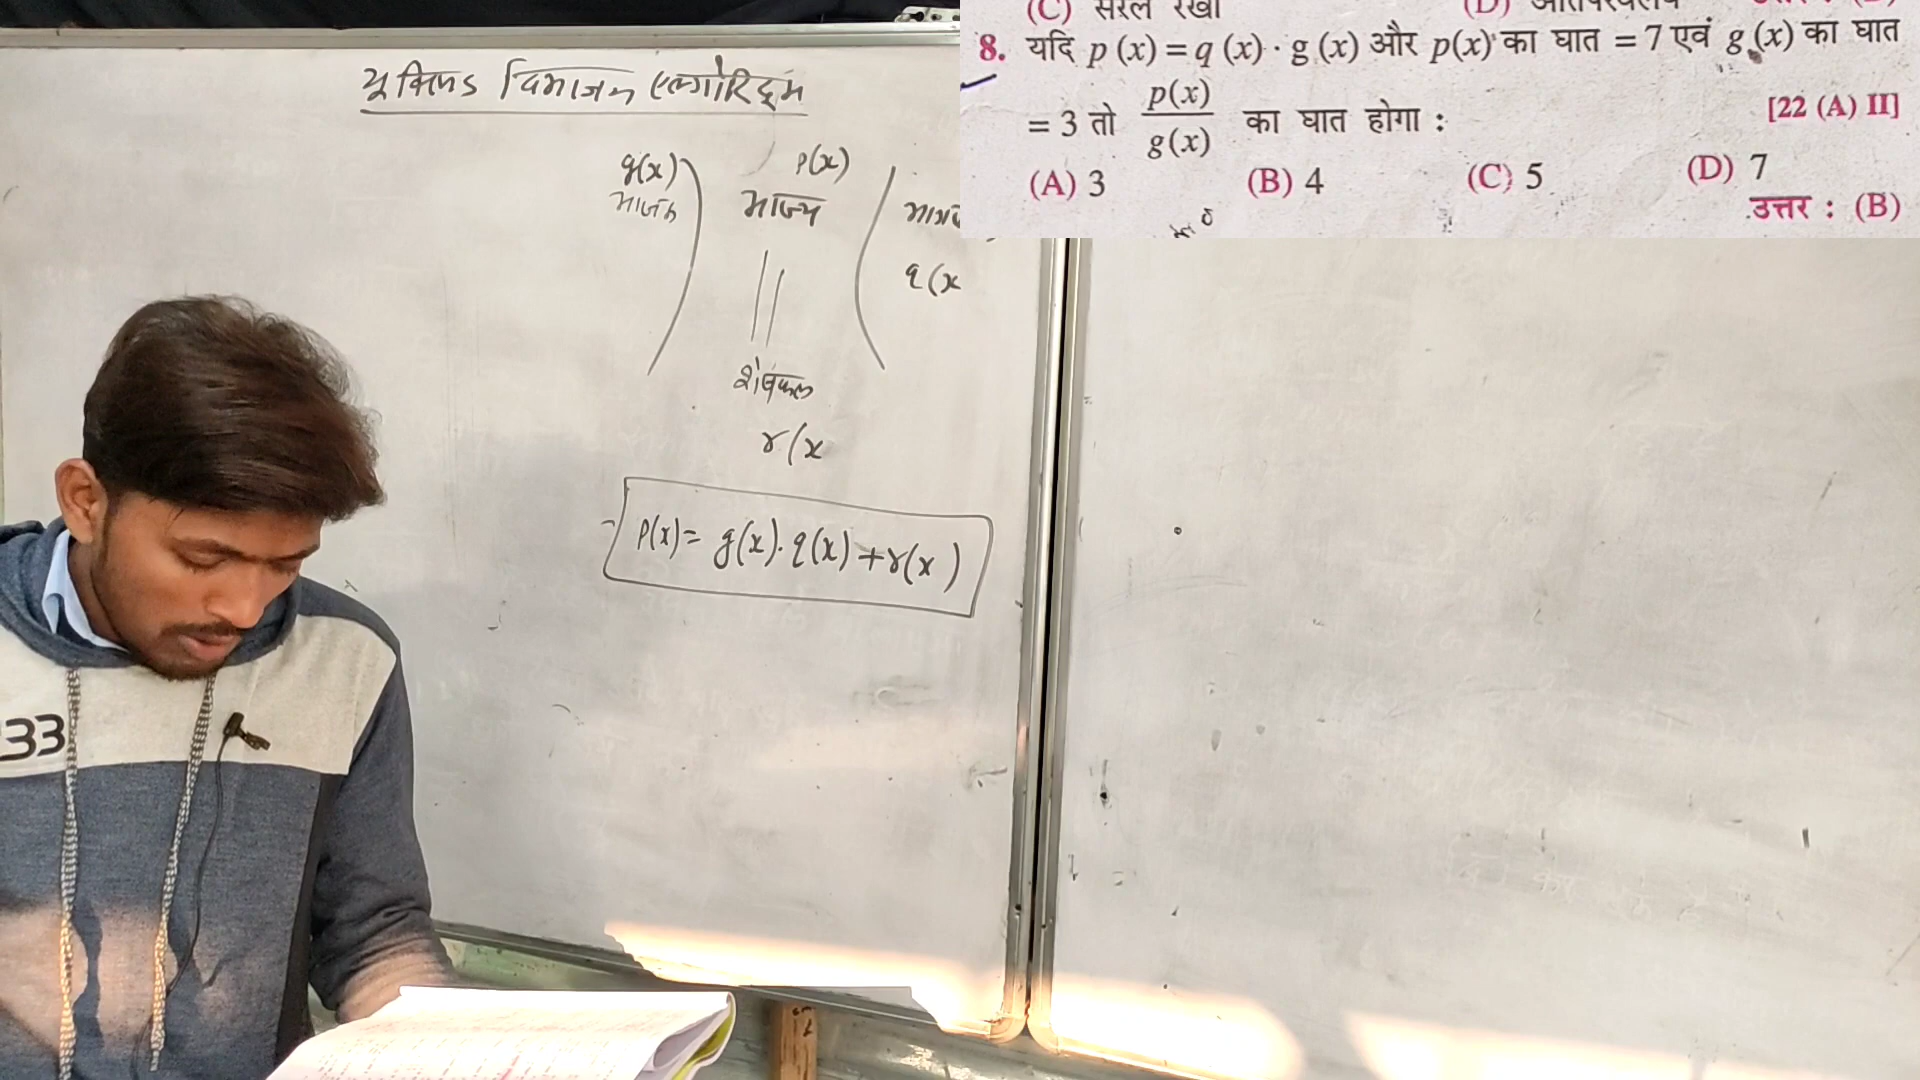 यूक्लिड विभाजन एल्गोरिद्म
g(x) p(x)
भाजक भाज्य
q(x
शेषफल
r(x
p(x) = g(x).q(x)+r(x)
33
(C) सरल रेखा
8. यदि p (x) = q (x) · g (x) और p(x) का घात = 7 एवं g (x) का घात
= 3 तो p(x)/g(x) का घात होगा : [22 (A) II]
(A) 3 (B) 4 (C) 5 (D) 7
उत्तर : (B)